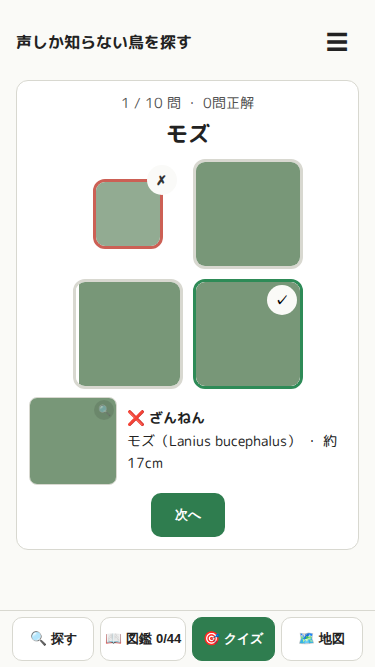 声しか知らない鳥を探す
☰
1 / 10 問 · 0問正解
モズ
✗
✓
🔍
❌ ざんねん
モズ（Lanius bucephalus） · 約
17cm
次へ
🔍 探す
📖 図鑑 0/44
🎯 クイズ
🗺️ 地図